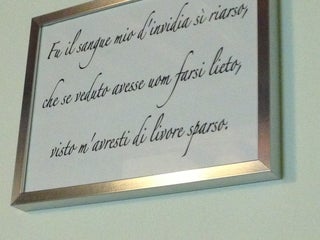 Fu il sangue mio d'invidia sì riarso,
che se veduto avesse uom farsi lieto,
visto m'avresti di livore sparso.